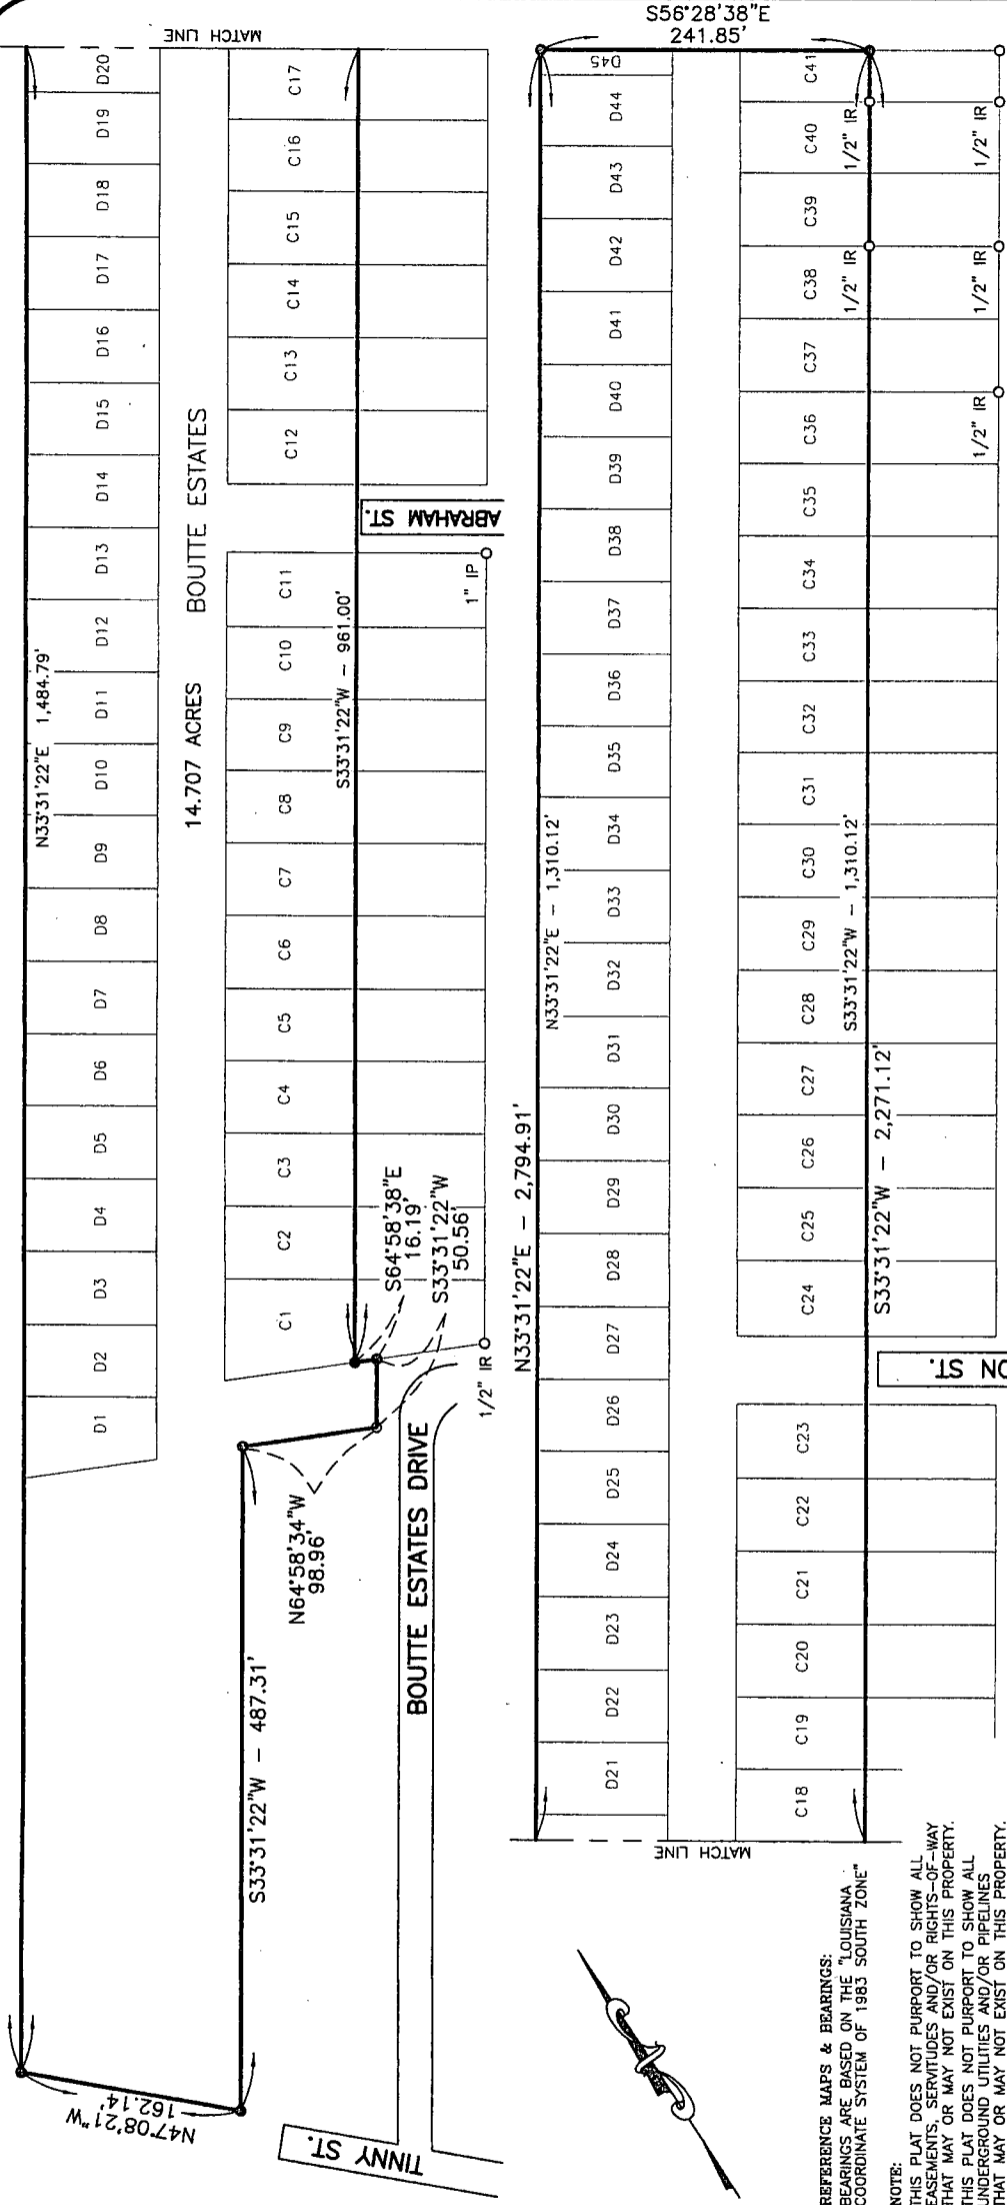 S56°28'38"E
241.85'
MATCH LINE
D20
D19
D18
D17
D16
D15
D14
D13
D12
D11
D10
D9
D8
D7
D6
D5
D4
D3
D2
D1
N33°31'22"E 1,484.79'
14.707 ACRES BOUTTE ESTATES
C17
C16
C15
C14
C13
C12
ABRAHAM ST.
C11
C10
C9
C8
C7
C6
C5
C4
C3
C2
C1
S33°31'22"W - 961.00'
1" IP
S64°58'38"E
16.19'
S33°31'22"W
50.56'
1/2" IR
N64°58'34"W
98.96'
BOUTTE ESTATES DRIVE
S33°31'22"W - 487.31'
N47°08'21"W
162.14'
TINNY ST.
D45
D44
D43
D42
D41
D40
D39
D38
D37
D36
D35
D34
D33
D32
D31
D30
D29
D28
D27
D26
D25
D24
D23
D22
D21
N33°31'22"E - 1,310.12'
N33°31'22"E - 2,794.91'
C41
C40
C39
C38
C37
C36
C35
C34
C33
C32
C31
C30
C29
C28
C27
C26
C25
C24
1/2" IR
1/2" IR
1/2" IR
1/2" IR
1/2" IR
S33°31'22"W - 1,310.12'
S33°31'22"W - 2,271.12'
ON ST.
C23
C22
C21
C20
C19
C18
MATCH LINE
REFERENCE MAPS & BEARINGS:
BEARINGS ARE BASED ON THE "LOUISIANA
COORDINATE SYSTEM OF 1983 SOUTH ZONE"
NOTE:
THIS PLAT DOES NOT PURPORT TO SHOW ALL
EASEMENTS, SERVITUDES AND/OR RIGHTS-OF-WAY
THAT MAY OR MAY NOT EXIST ON THIS PROPERTY.
THIS PLAT DOES NOT PURPORT TO SHOW ALL
UNDERGROUND UTILITIES AND/OR PIPELINES
THAT MAY OR MAY NOT EXIST ON THIS PROPERTY.